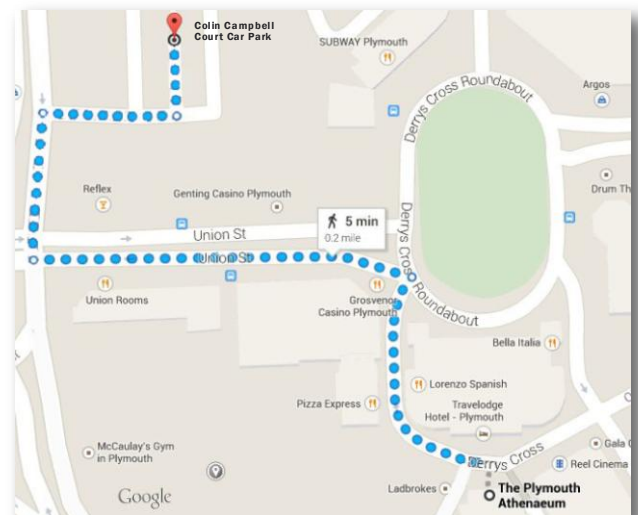 Colin Campbell
Court Car Park
SUBWAY Plymouth
Derrys Cross Roundabout
Argos
Reflex
Genting Casino Plymouth
Drum Th
5 min
0.2 mile
Union St
Union St
Derrys Cross Roundabout
Union Rooms
Grosvenor
Casino Plymouth
Bella Italia
Lorenzo Spanish
Pizza Express
Travelodge
Hotel - Plymouth
McCaulay's Gym
in Plymouth
Derrys Cross
Gala C
Reel Cinema
Google
Ladbrokes
The Plymouth
Athenaeum